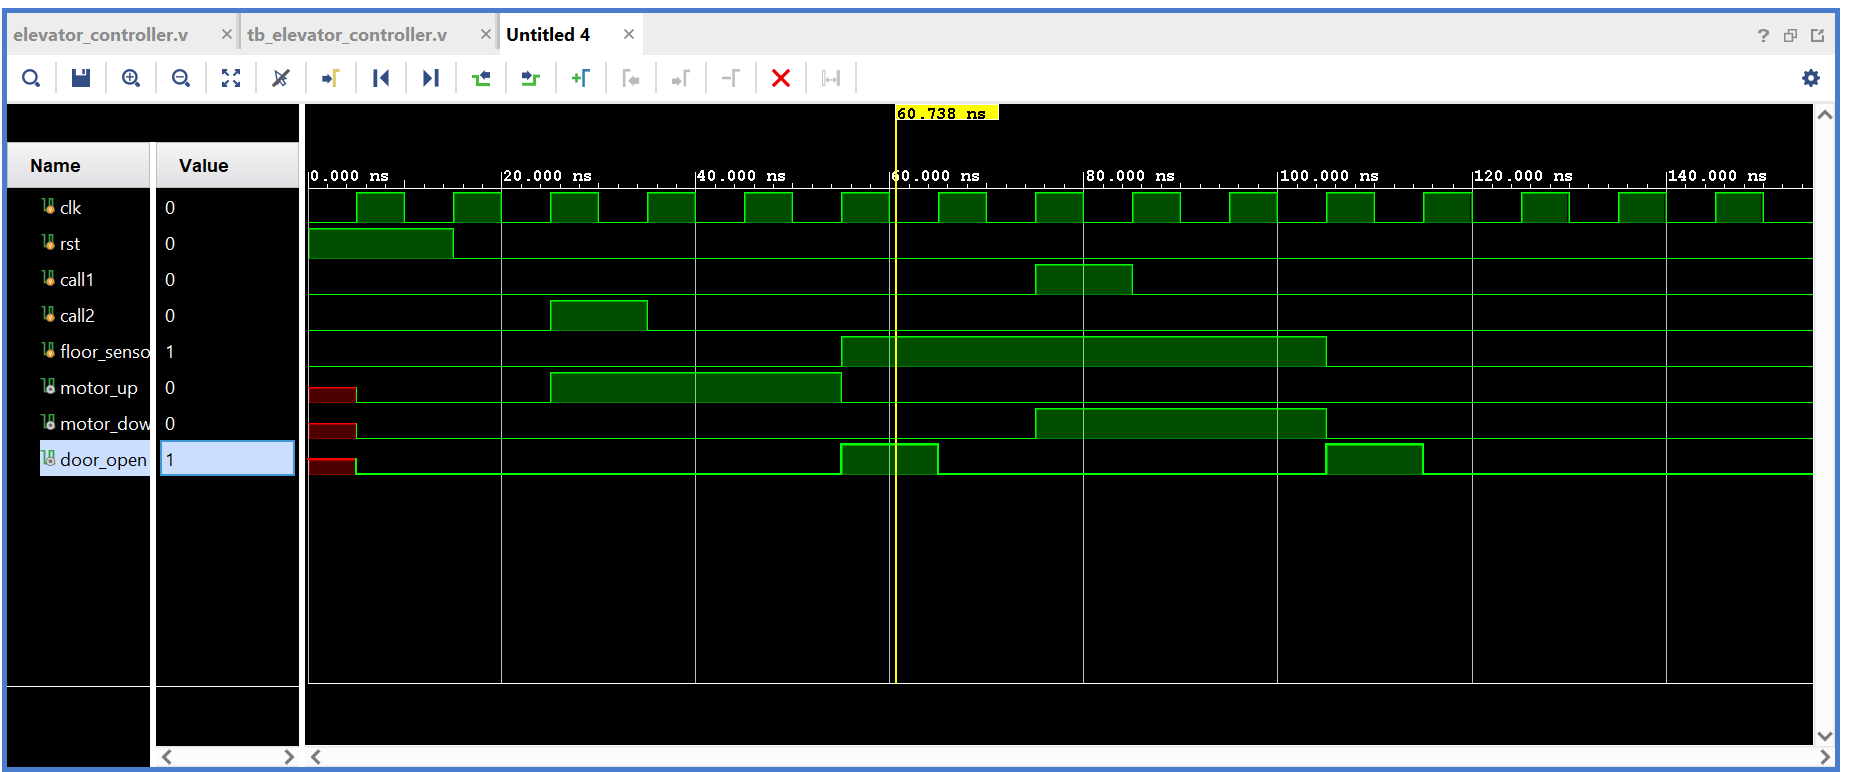 elevator_controller.v × tb_elevator_controller.v × Untitled 4 ×
?
60.738 ns
Name Value
0.000 ns 20.000 ns 40.000 ns 60.000 ns 80.000 ns 100.000 ns 120.000 ns 140.000 ns
clk 0
rst 0
call1 0
call2 0
floor_senso 1
motor_up 0
motor_dow 0
door_open 1